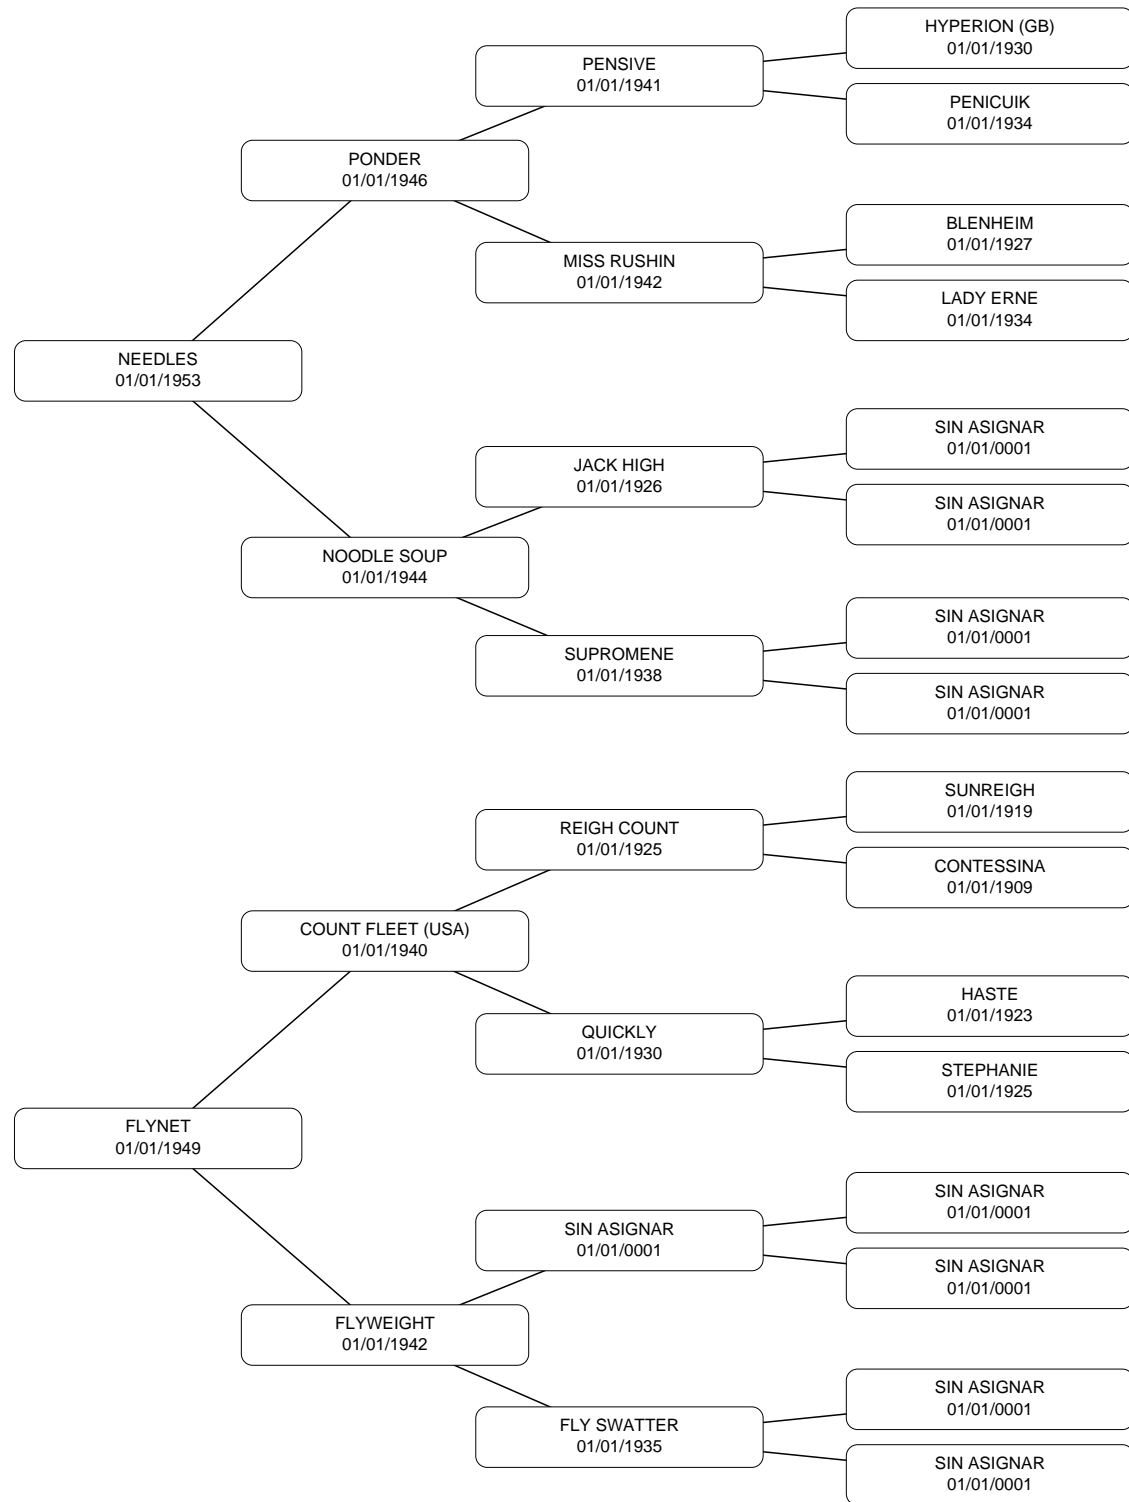 HYPERION (GB)
01/01/1930
PENSIVE
01/01/1941
PENICUIK
01/01/1934
PONDER
01/01/1946
BLENHEIM
01/01/1927
MISS RUSHIN
01/01/1942
LADY ERNE
01/01/1934
NEEDLES
01/01/1953
SIN ASIGNAR
01/01/0001
JACK HIGH
01/01/1926
SIN ASIGNAR
01/01/0001
NOODLE SOUP
01/01/1944
SIN ASIGNAR
01/01/0001
SUPROMENE
01/01/1938
SIN ASIGNAR
01/01/0001
SUNREIGH
01/01/1919
REIGH COUNT
01/01/1925
CONTESSINA
01/01/1909
COUNT FLEET (USA)
01/01/1940
HASTE
01/01/1923
QUICKLY
01/01/1930
STEPHANIE
01/01/1925
FLYNET
01/01/1949
SIN ASIGNAR
01/01/0001
SIN ASIGNAR
01/01/0001
SIN ASIGNAR
01/01/0001
FLYWEIGHT
01/01/1942
SIN ASIGNAR
01/01/0001
FLY SWATTER
01/01/1935
SIN ASIGNAR
01/01/0001